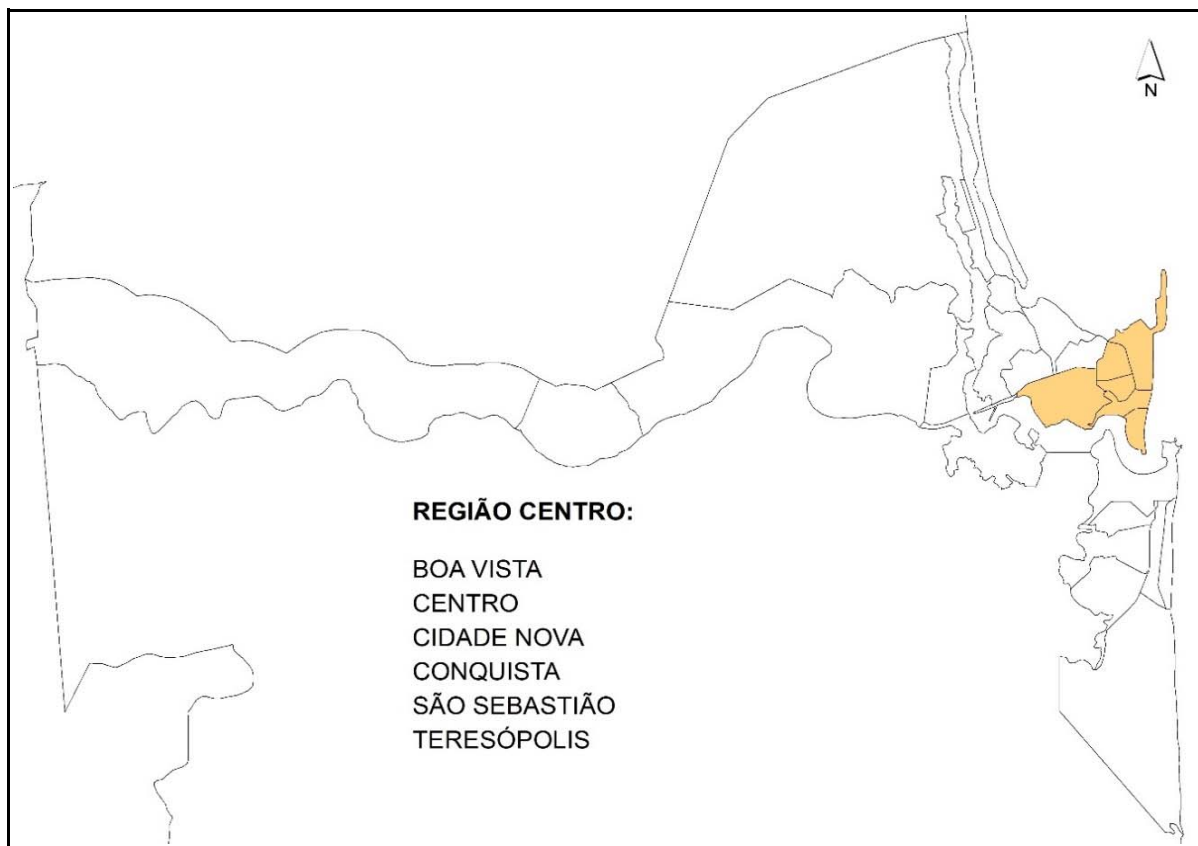 N
REGIÃO CENTRO:
BOA VISTA
CENTRO
CIDADE NOVA
CONQUISTA
SÃO SEBASTIÃO
TERESÓPOLIS